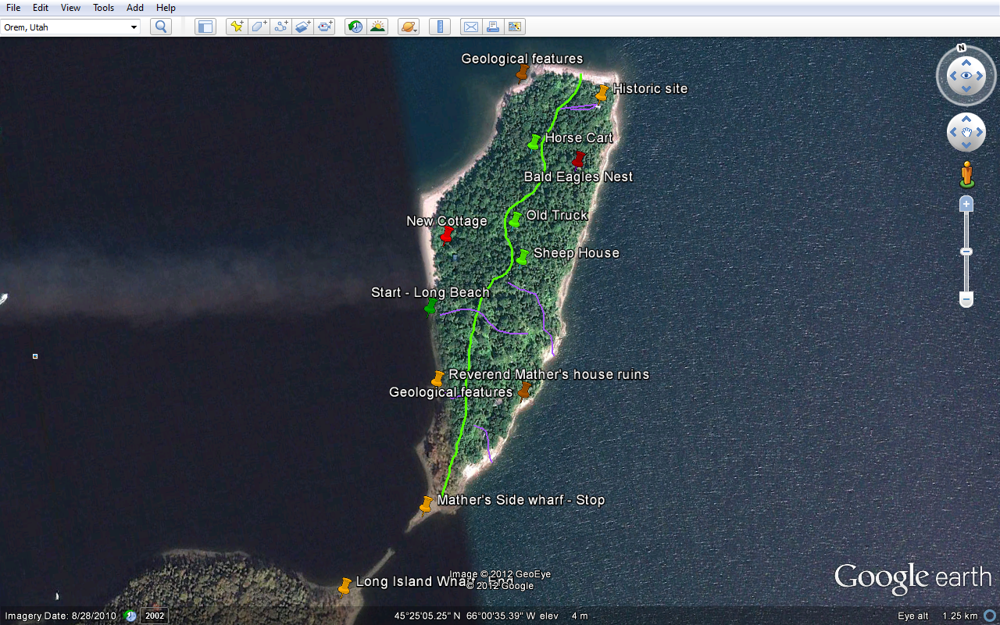 File Edit View Tools Add Help
Orem, Utah
N
Geological features
Historic site
Horse Cart
Bald Eagles Nest
Old Truck
New Cottage
Sheep House
Start - Long Beach
Reverend Mather's house ruins
Geological features
Mather's Side wharf - Stop
Long Island Wharf - End
Image © 2012 GeoEye
© 2012 Google
Google earth
Imagery Date: 8/28/2010 2002 45°25'05.25" N 66°00'35.39" W elev 4 m Eye alt 1.25 km